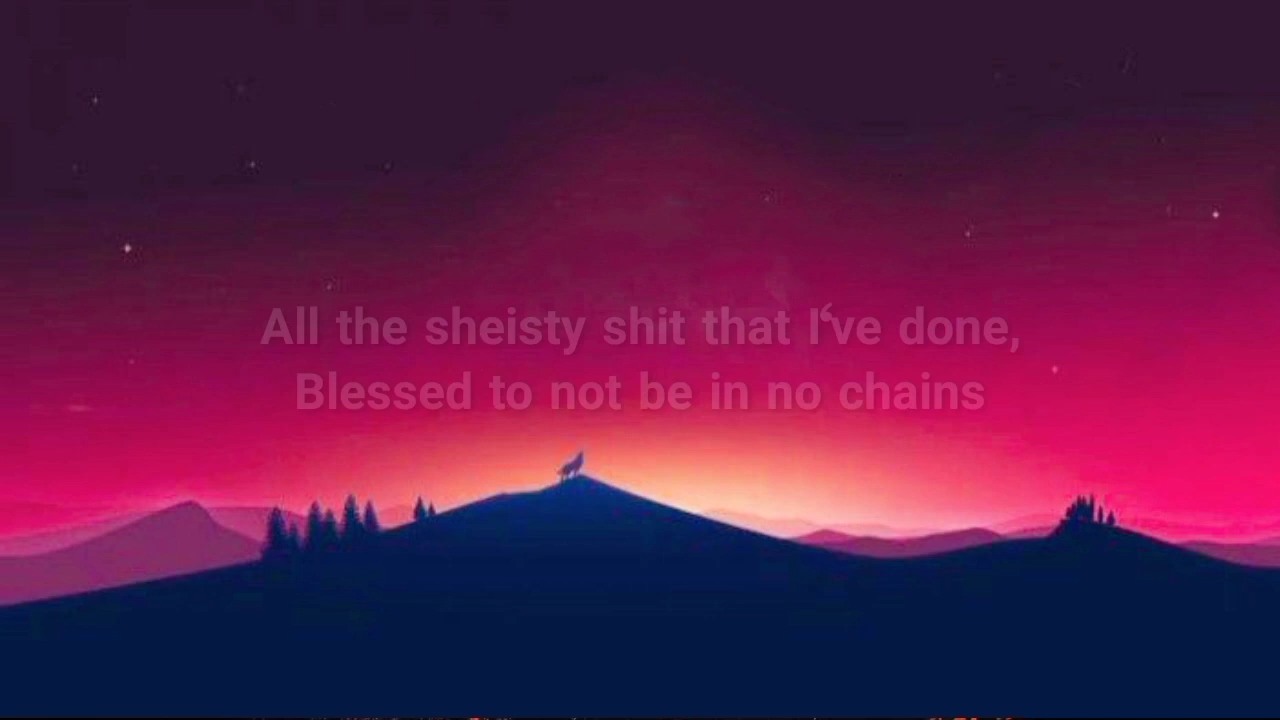 All the sheisty shit that I‘ve done,
Blessed to not be in no chains